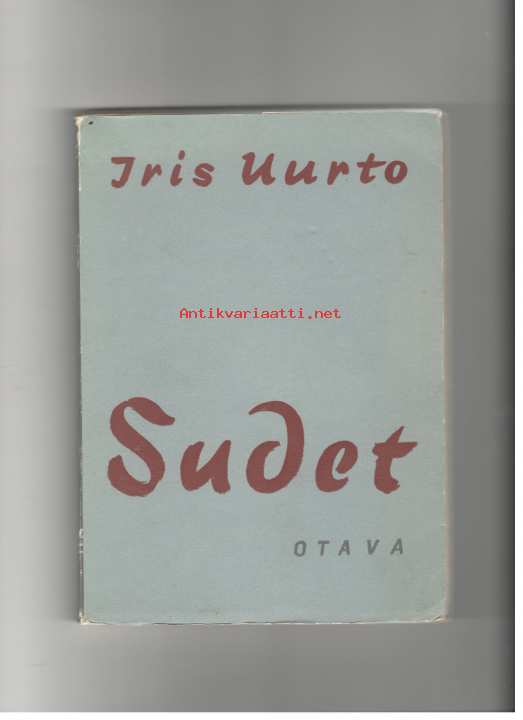 Iris Uurto
Antikvariaatti.net
Sudet
OTAVA